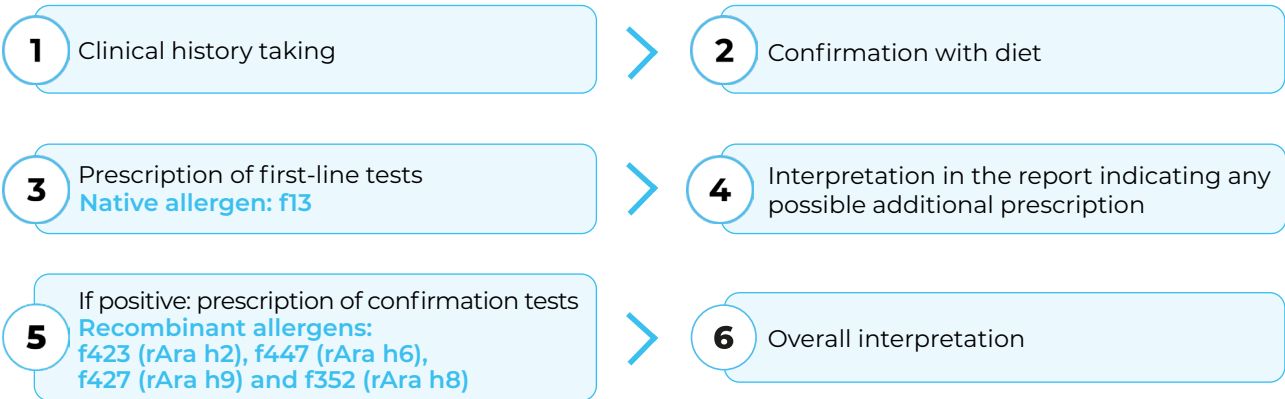 1
Clinical history taking
2
Confirmation with diet
3
Prescription of first-line tests
Native allergen: f13
4
Interpretation in the report indicating any
possible additional prescription
5
If positive: prescription of confirmation tests
Recombinant allergens:
f423 (rAra h2), f447 (rAra h6),
f427 (rAra h9) and f352 (rAra h8)
6
Overall interpretation